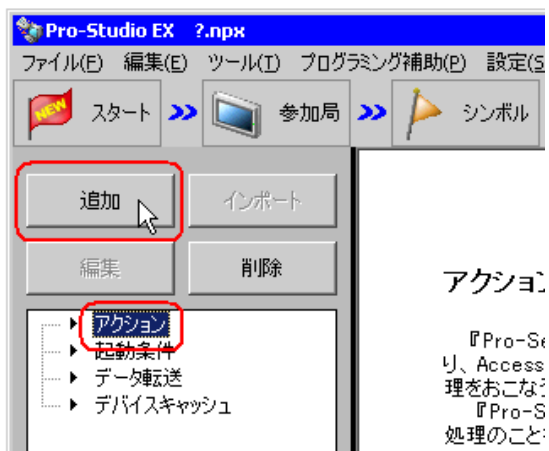 Pro-Studio EX ?.npx
ファイル(F) 編集(E) ツール(T) プログラミング補助(P) 設定(S
NEW スタート 参加局 シンボル
追加 インポート
編集 削除
アクション
起動条件
データ転送
デバイスキャッシュ
アクション
『Pro-Se
り、Access
理をおこなう
『Pro-S
処理のこと